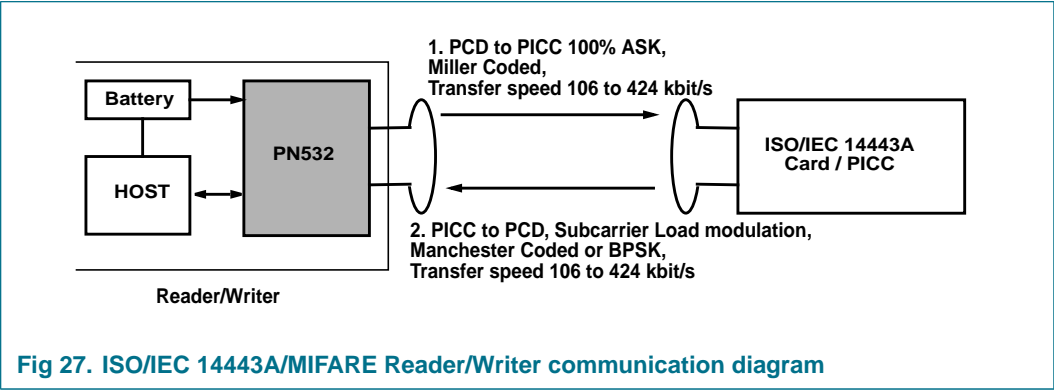 1. PCD to PICC 100% ASK,
Miller Coded,
Transfer speed 106 to 424 kbit/s
Battery
PN532
HOST
ISO/IEC 14443A
Card / PICC
2. PICC to PCD, Subcarrier Load modulation,
Manchester Coded or BPSK,
Transfer speed 106 to 424 kbit/s
Reader/Writer
Fig 27. ISO/IEC 14443A/MIFARE Reader/Writer communication diagram